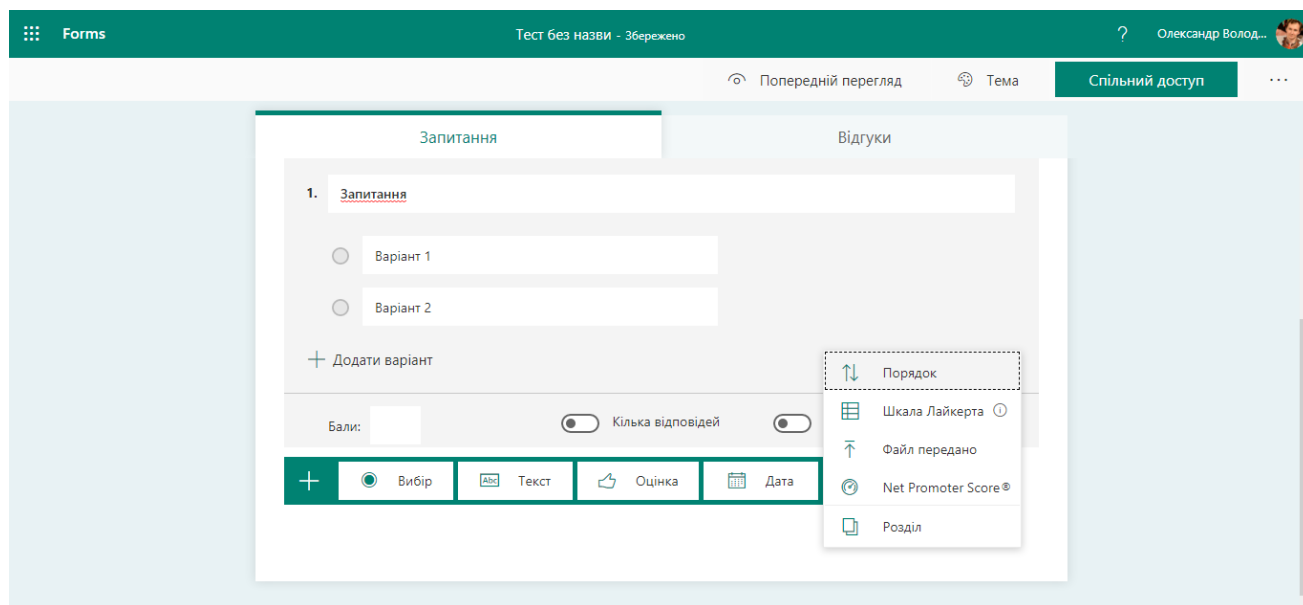 Forms Тест без назви - Збережено ? Олександр Волод...
Попередній перегляд Тема Спільний доступ ...
Запитання Відгуки
1. Запитання
Варіант 1
Варіант 2
Додати варіант
Порядок
Шкала Лайкерта
Бали: Кілька відповідей
Файл передано
Вибір Abc Текст Оцінка Дата
Net Promoter Score®
Розділ